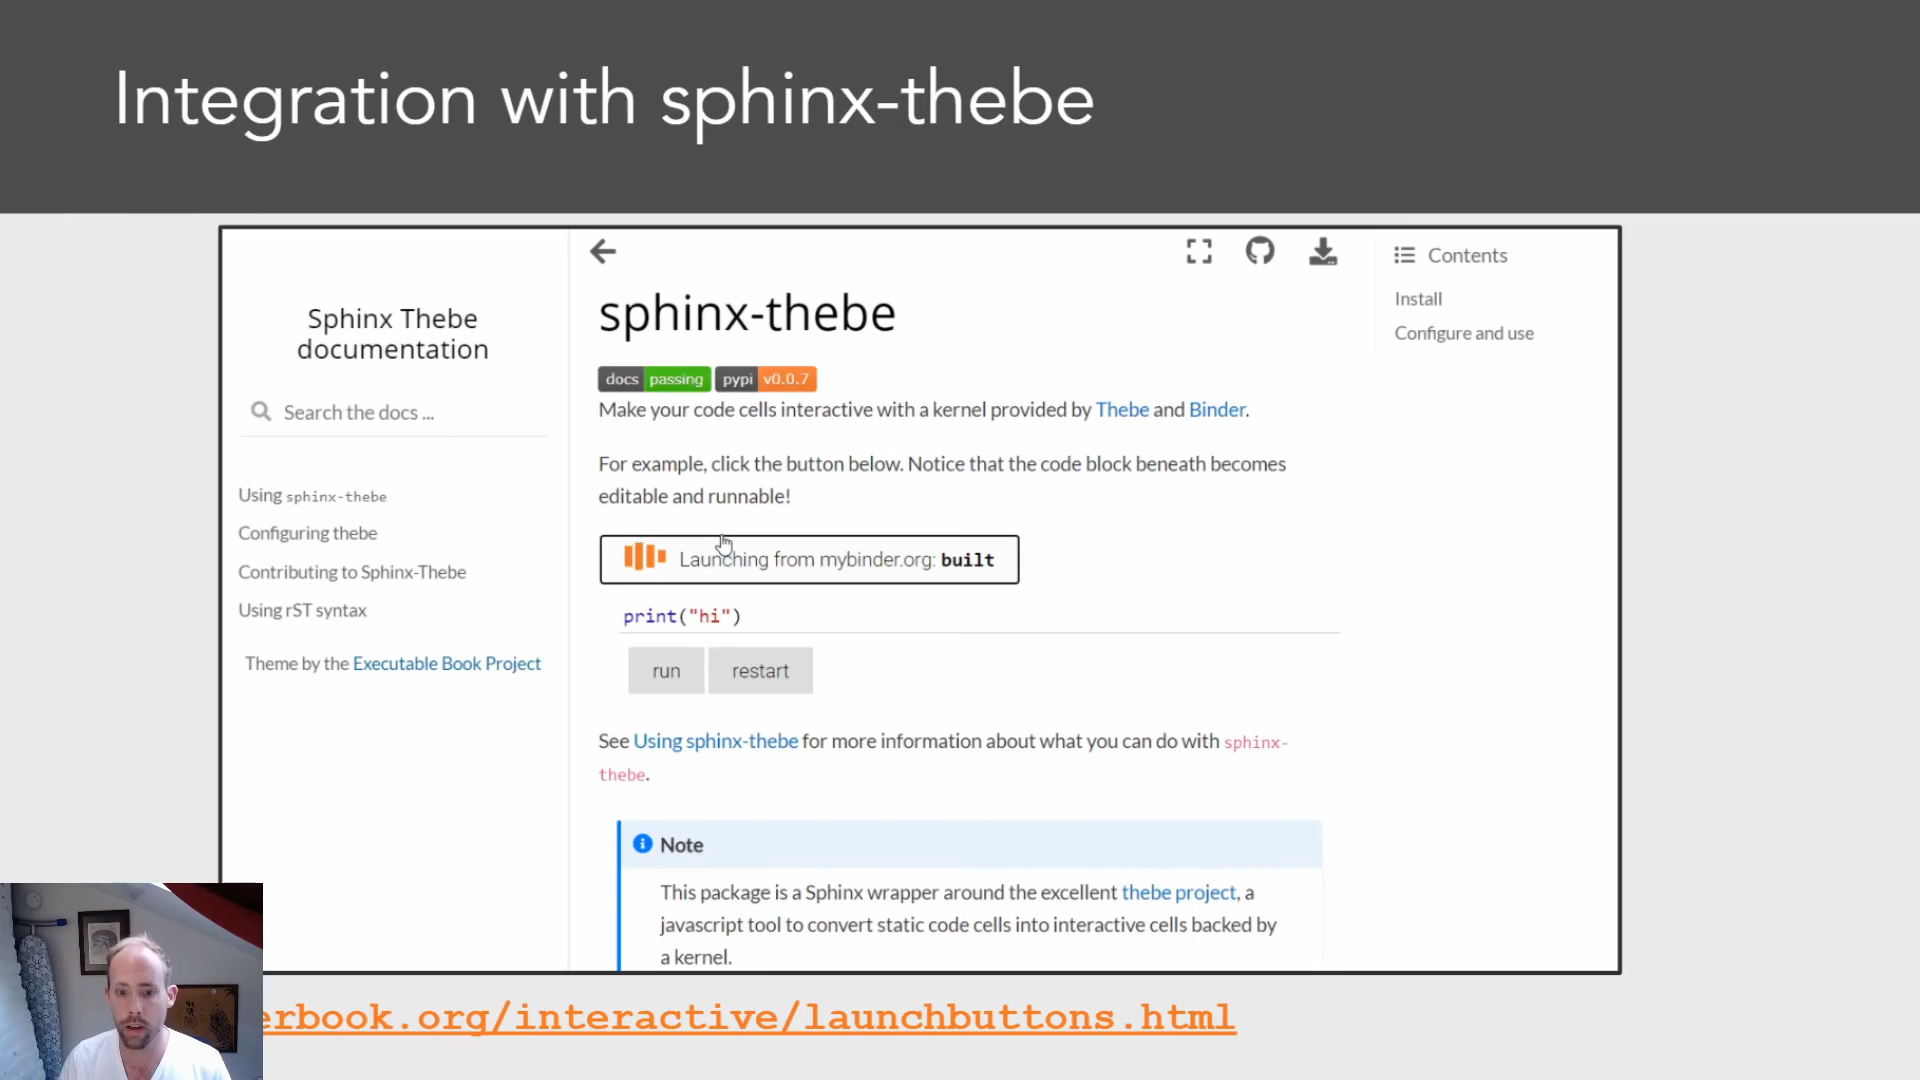 Integration with sphinx-thebe
Sphinx Thebe
documentation
Search the docs ...
Using sphinx-thebe
Configuring thebe
Contributing to Sphinx-Thebe
Using rST syntax
Theme by the Executable Book Project
sphinx-thebe
docs passing pypi v0.0.7
Make your code cells interactive with a kernel provided by Thebe and Binder.
For example, click the button below. Notice that the code block beneath becomes
editable and runnable!
Launching from mybinder.org: built
print("hi")
run restart
See Using sphinx-thebe for more information about what you can do with sphinx-
thebe.
Note
This package is a Sphinx wrapper around the excellent thebe project, a
javascript tool to convert static code cells into interactive cells backed by
a kernel.
Contents
Install
Configure and use
erbook.org/interactive/launchbuttons.html